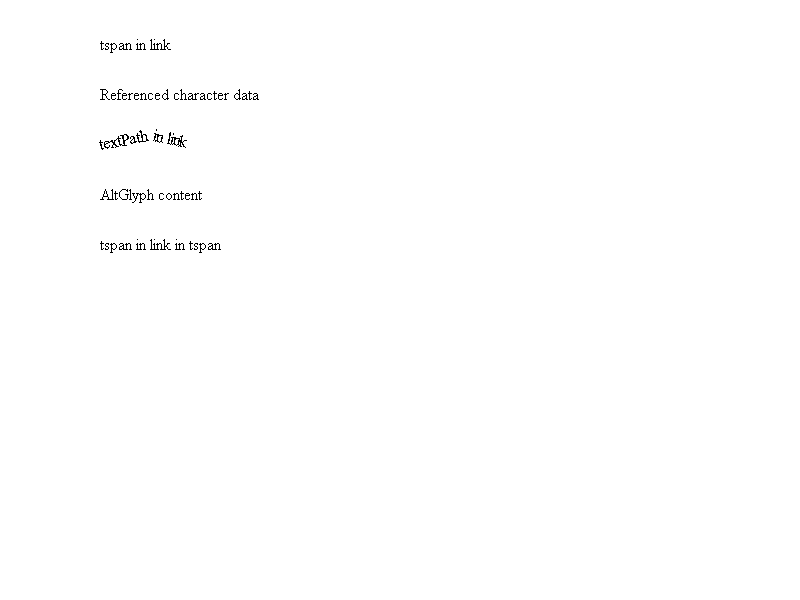 tspan in link
Referenced character data
textPath in link
AltGlyph content
tspan in link in tspan